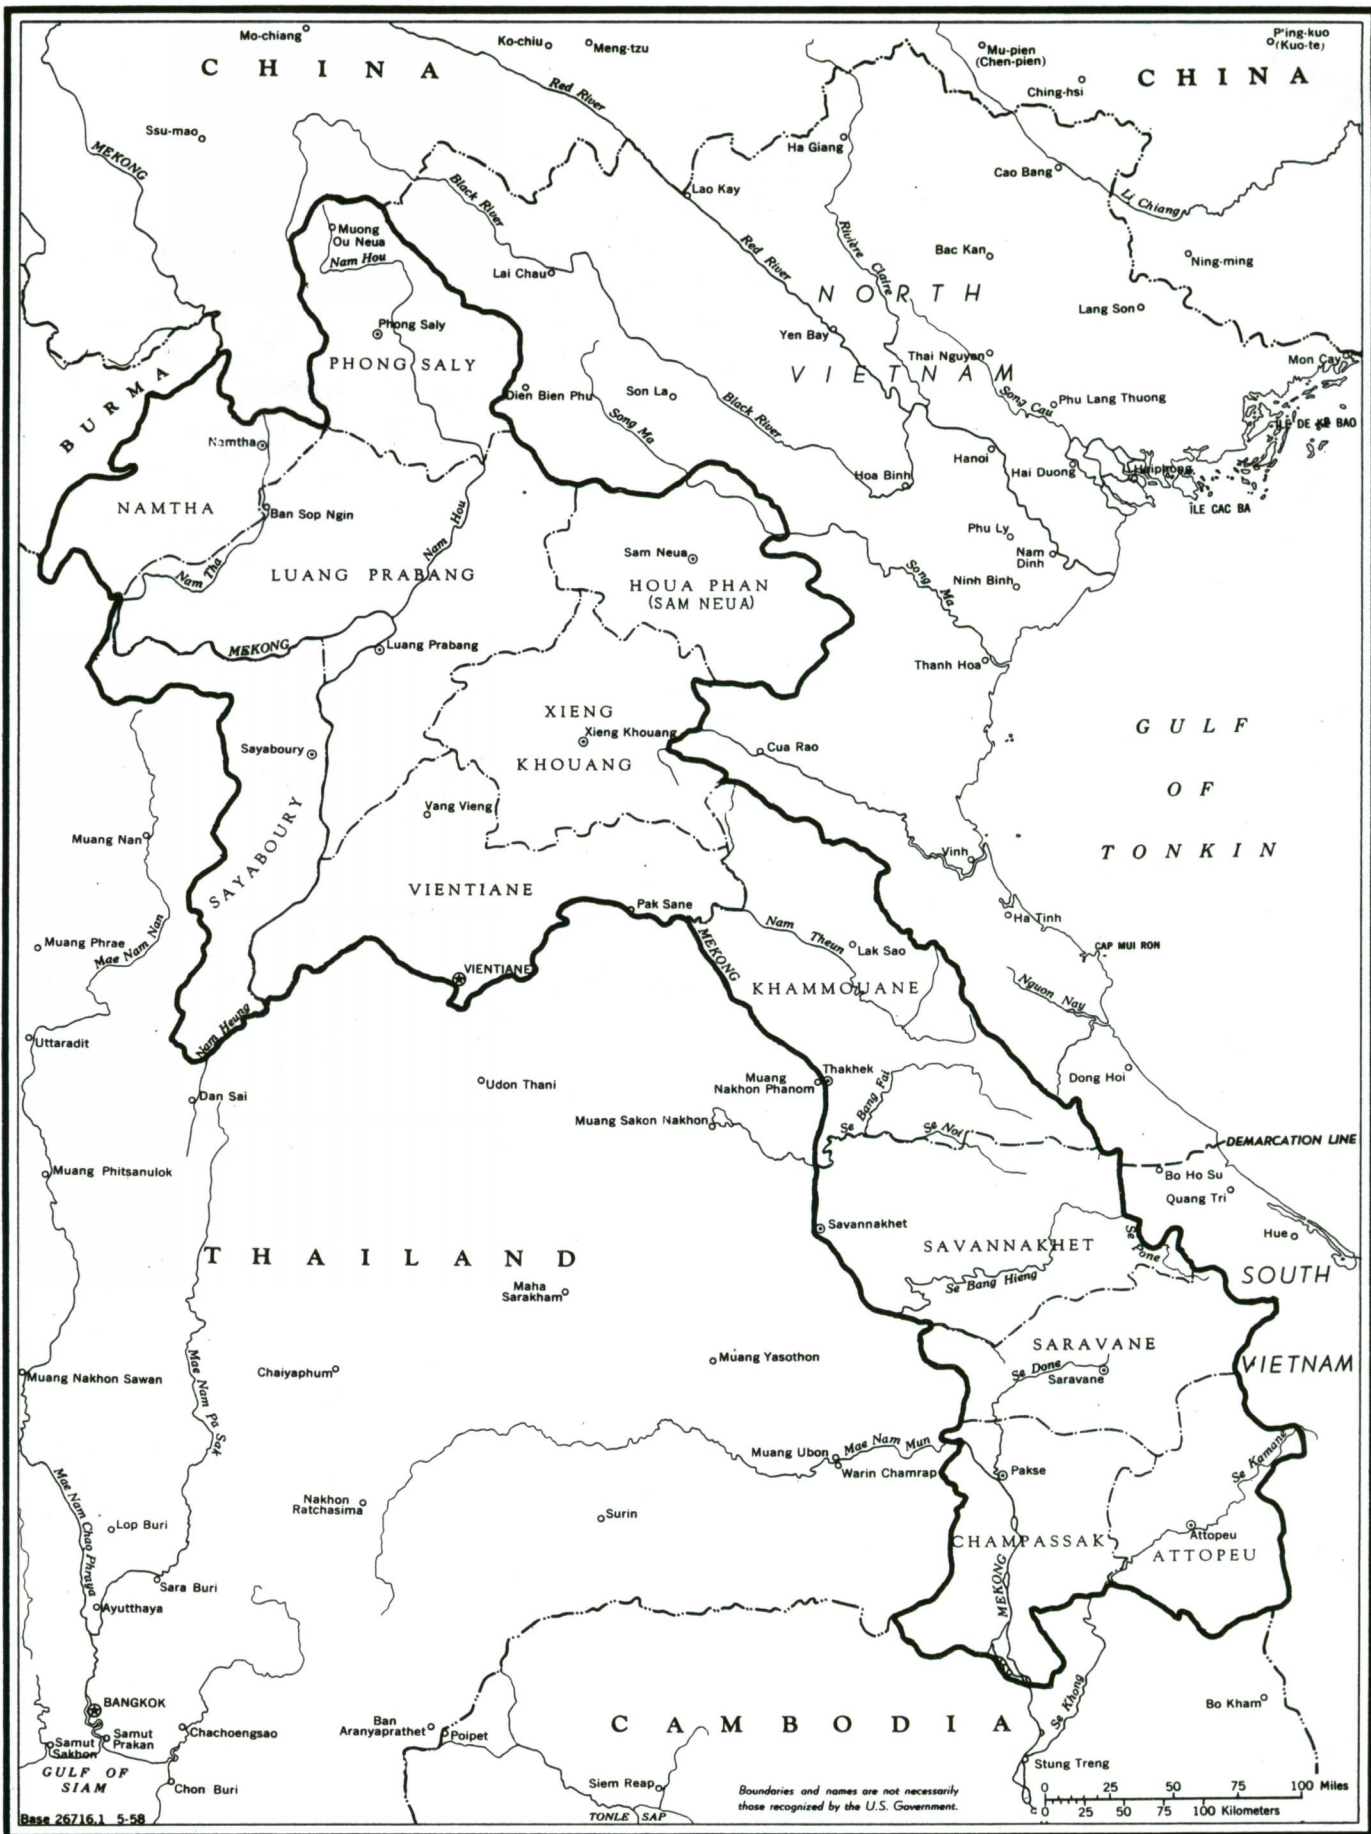 Mo-chiang
Ko-chiu
Meng-tzu
Mu-pien
(Chen-pien)
P'ing-kuo
(Kuo-te)
CHINA
CHINA
Red River
Ching-hsi
Ssu-mao
MEKONG
Ha Giang
Cao Bang
Li Chiang
Black River
Lao Kay
Muong
Ou Neua
Nam Hou
Lai Chau
Red River
Rivière Claire
Bac Kan
Ning-ming
NORTH
Lang Son
Phong Saly
Yen Bay
Thai Nguyen
Mon Cay
PHONG SALY
VIETNAM
BURMA
Dien Bien Phu
Son La
Black River
Song Cau
Phu Lang Thuong
ÎLE DE KE BAO
Song Ma
Namtha
Hanoi
Hai Duong
Haiphong
Hoa Binh
NAMTHA
Ban Sop Ngin
ÎLE CAC BA
Nam Hou
Phu Ly
Nam
Dinh
Sam Neua
Nam Tha
LUANG PRABANG
HOUA PHAN
(SAM NEUA)
Song Ma
Ninh Binh
MEKONG
Luang Prabang
Thanh Hoa
XIENG
Xieng Khouang
KHOUANG
Sayaboury
Cua Rao
GULF
OF
TONKIN
Vang Vieng
Muang Nan
SAYABOURY
Vinh
VIENTIANE
Pak Sane
Ha Tinh
Nam Theun
Lak Sao
MEKONG
Muang Phrae
Mae Nam Nan
CAP MUI RON
VIENTIANE
KHAMMOUANE
Nguon Nay
Nam Heung
Uttaradit
Dan Sai
Udon Thani
Muang
Nakhon Phanom
Thakhek
Dong Hoi
Se Bang Fai
Muang Sakon Nakhon
Se Noi
DEMARCATION LINE
Muang Phitsanulok
Bo Ho Su
Quang Tri
Savannakhet
Hue
SAVANNAKHET
Se Pone
THAILAND
Se Bang Hieng
SOUTH
Maha
Sarakham
SARAVANE
Muang Yasothon
VIETNAM
Se Done
Saravane
Muang Nakhon Sawan
Chaiyaphum
Mae Nam Pa Sak
Muang Ubon
Mae Nam Mun
Warin Chamrap
Pakse
Se Kamane
Mae Nam Chao Phraya
Nakhon
Ratchasima
Surin
Lop Buri
Attopeu
CHAMPASSAK
ATTOPEU
Sara Buri
MEKONG
Ayutthaya
BANGKOK
Se Khong
Bo Kham
Samut
Sakhon
Samut
Prakan
Chachoengsao
Ban
Aranyaprathet
Poipet
CAMBODIA
Stung Treng
GULF OF
SIAM
Chon Buri
Siem Reap
TONLE SAP
Boundaries and names are not necessarily
those recognized by the U.S. Government.
0 25 50 75 100 Miles
0 25 50 75 100 Kilometers
Base 26716.1 5-58